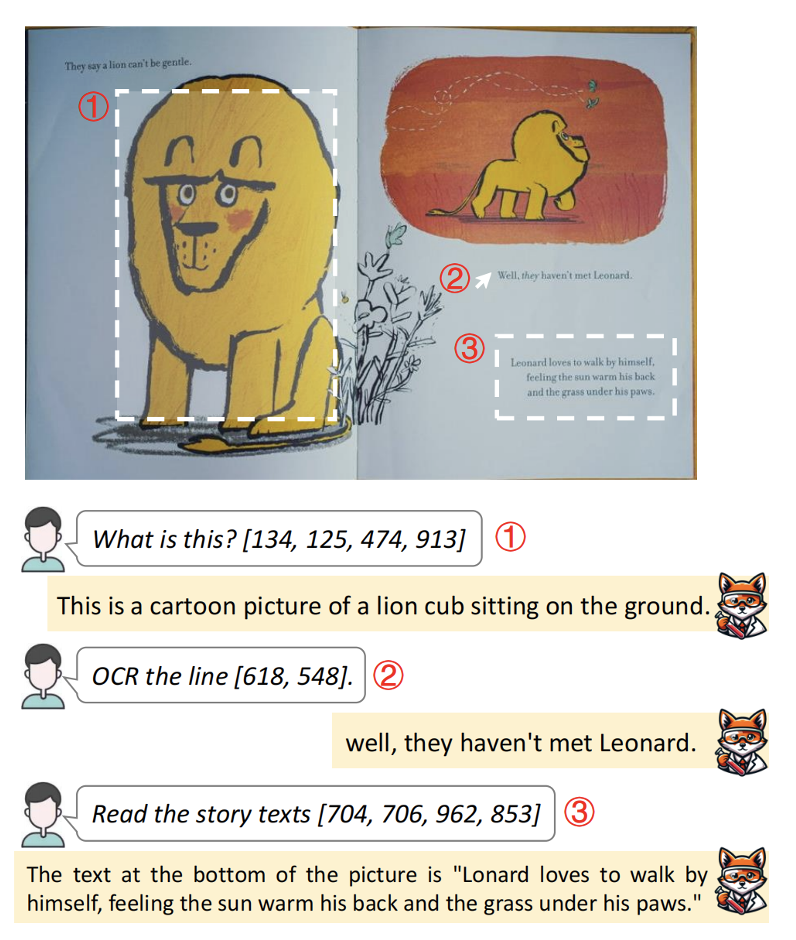 They say a lion can't be gentle.
①
② Well, they haven't met Leonard.
③
Leonard loves to walk by himself,
feeling the sun warm his back
and the grass under his paws.
What is this? [134, 125, 474, 913] ①
This is a cartoon picture of a lion cub sitting on the ground.
OCR the line [618, 548]. ②
well, they haven't met Leonard.
Read the story texts [704, 706, 962, 853] ③
The text at the bottom of the picture is "Lonard loves to walk by
himself, feeling the sun warm his back and the grass under his paws."